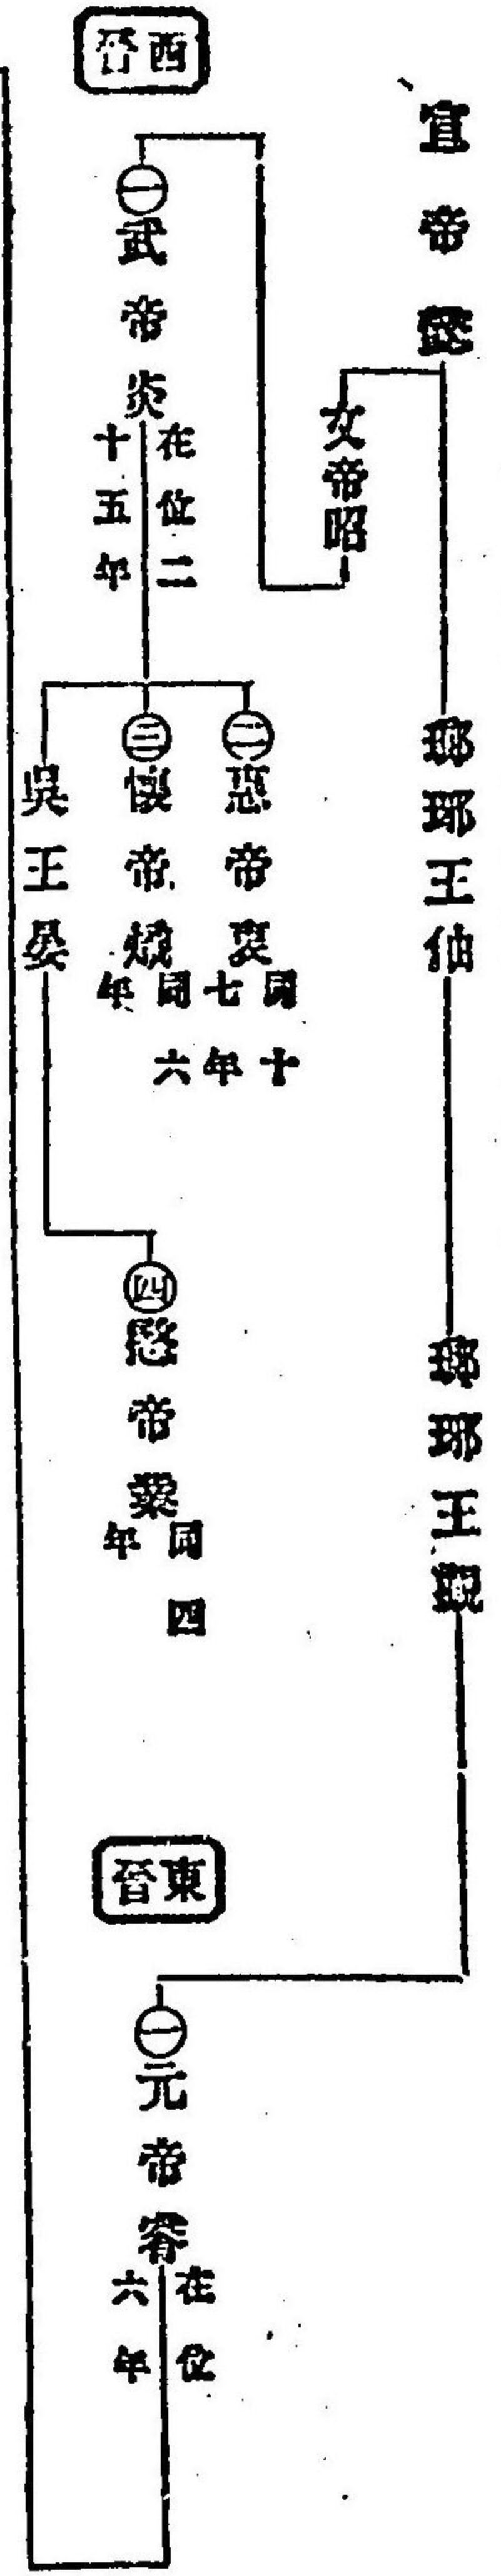 宣帝懿
文帝昭
瑯琊王伷
瑯琊王覲
西晉
㊀武帝炎
在位二十五年
㊁惠帝衷
同十七年
㊂懷帝熾
同六年
吳王晏
㊃愍帝業
同四年
東晉
㊀元帝睿
在位六年